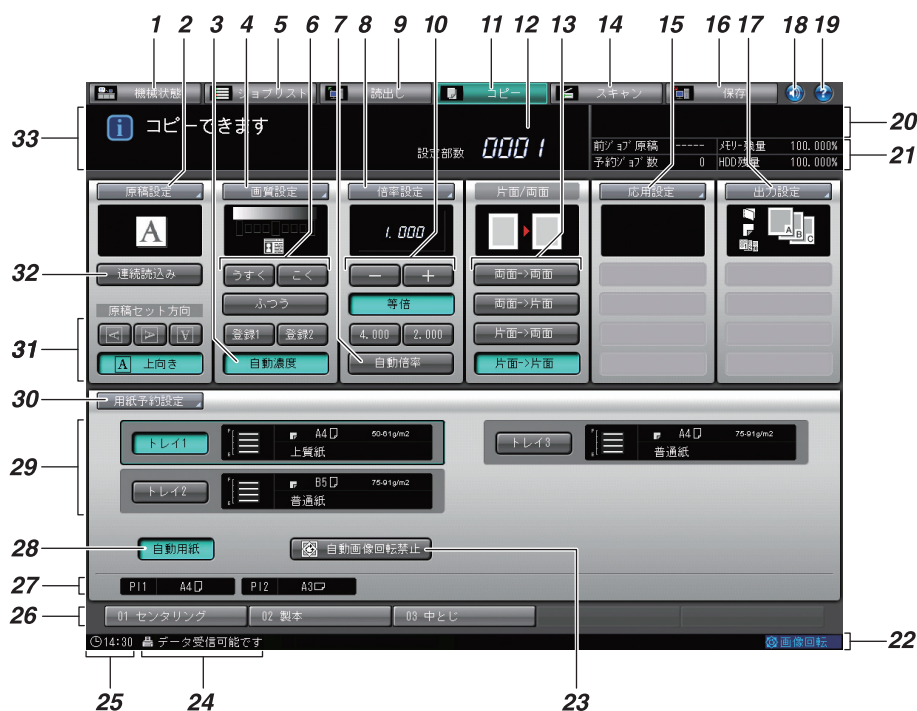 1 2 3 4 5 6 7 8 9 10 11 12 13 14 15 16 17 18 19
機械状態 ジョブリスト 読出し コピー スキャン 保存
33 コピーできます 20
設定部数 0001
前ジョブ原稿 ----- メモリー残量 100.000%
予約ジョブ数 0 HDD残量 100.000% 21
原稿設定 画質設定 倍率設定 片面/両面 応用設定 出力設定
A 1.000 A B C
32 連続読込み うすく こく − + 両面->両面
原稿セット方向 ふつう 等倍 両面->片面
31 A A A 登録1 登録2 4.000 2.000 片面->両面
A 上向き 自動濃度 自動倍率 片面->片面
30 用紙予約設定
29 トレイ1 A4 50-61g/m2 トレイ3 A4 75-91g/m2
上質紙 普通紙
トレイ2 B5 75-91g/m2
普通紙
28 自動用紙 自動画像回転禁止
27 PI1 A4 PI2 A3
26 01 センタリング 02 製本 03 中とじ
14:30 データ受信可能です 画像回転 22
25 24 23